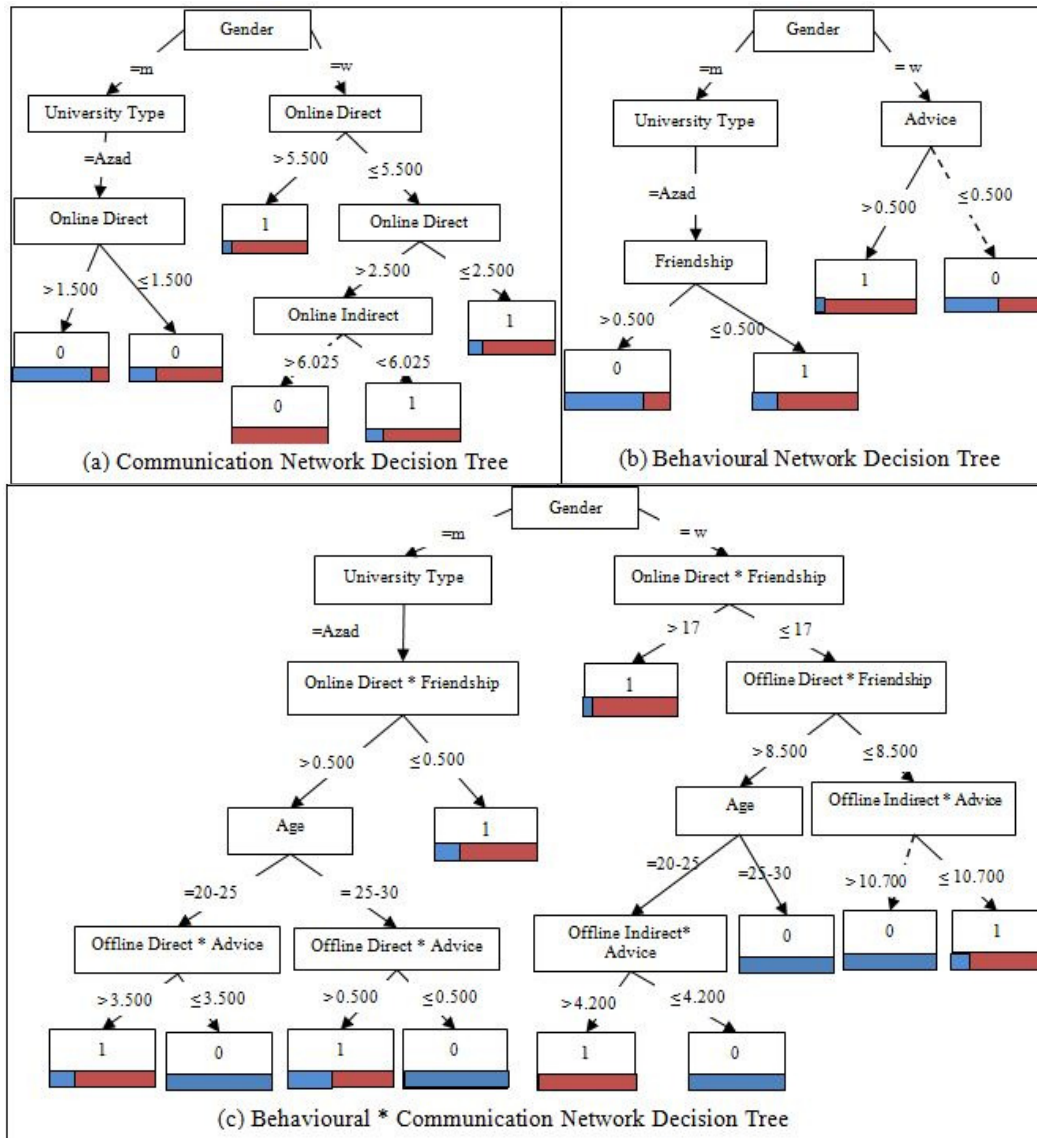 Gender
=m
=w
University Type
Online Direct
=Azad
>5.500
≤5.500
Online Direct
1
Online Direct
>1.500
≤1.500
>2.500
≤2.500
Online Indirect
1
0
0
>6.025
<6.025
0
1
(a) Communication Network Decision Tree
Gender
=m
= w
University Type
Advice
=Azad
>0.500
≤0.500
Friendship
1
0
>0.500
≤0.500
0
1
(b) Behavioural Network Decision Tree
Gender
=m
= w
University Type
Online Direct * Friendship
=Azad
> 17
≤ 17
Online Direct * Friendship
1
Offline Direct * Friendship
>0.500
≤0.500
>8.500
≤8.500
Age
1
Age
Offline Indirect * Advice
=20-25
= 25-30
=20-25
=25-30
>10.700
≤10.700
Offline Direct * Advice
Offline Direct * Advice
Offline Indirect*
Advice
0
0
1
>3.500
≤3.500
>0.500
≤0.500
>4.200
≤4.200
1
0
1
0
1
0
(c) Behavioural * Communication Network Decision Tree